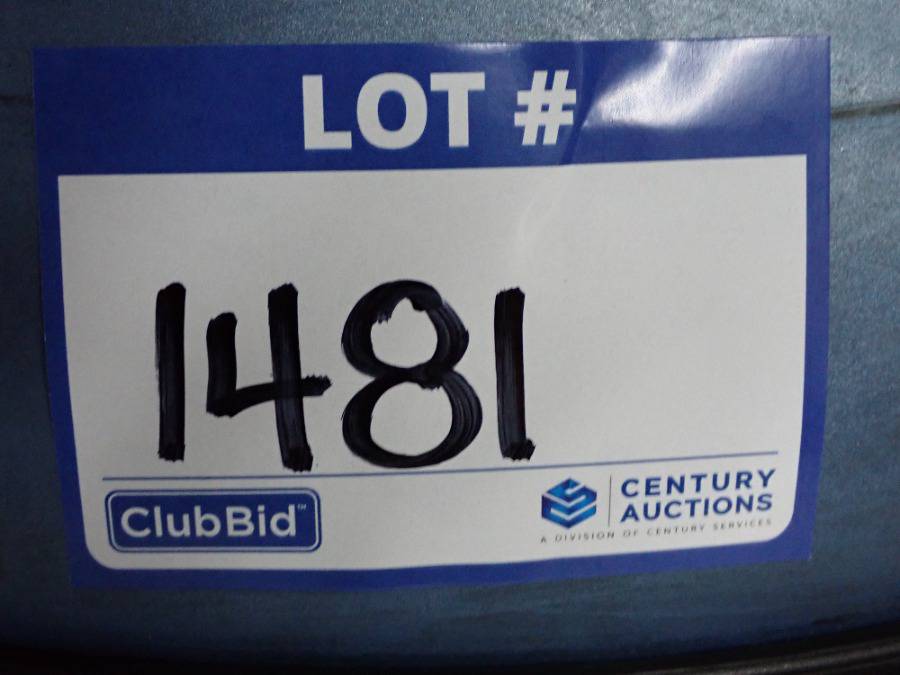 LOT #
1481
ClubBid™
CENTURY
AUCTIONS
A DIVISION OF CENTURY SERVICES